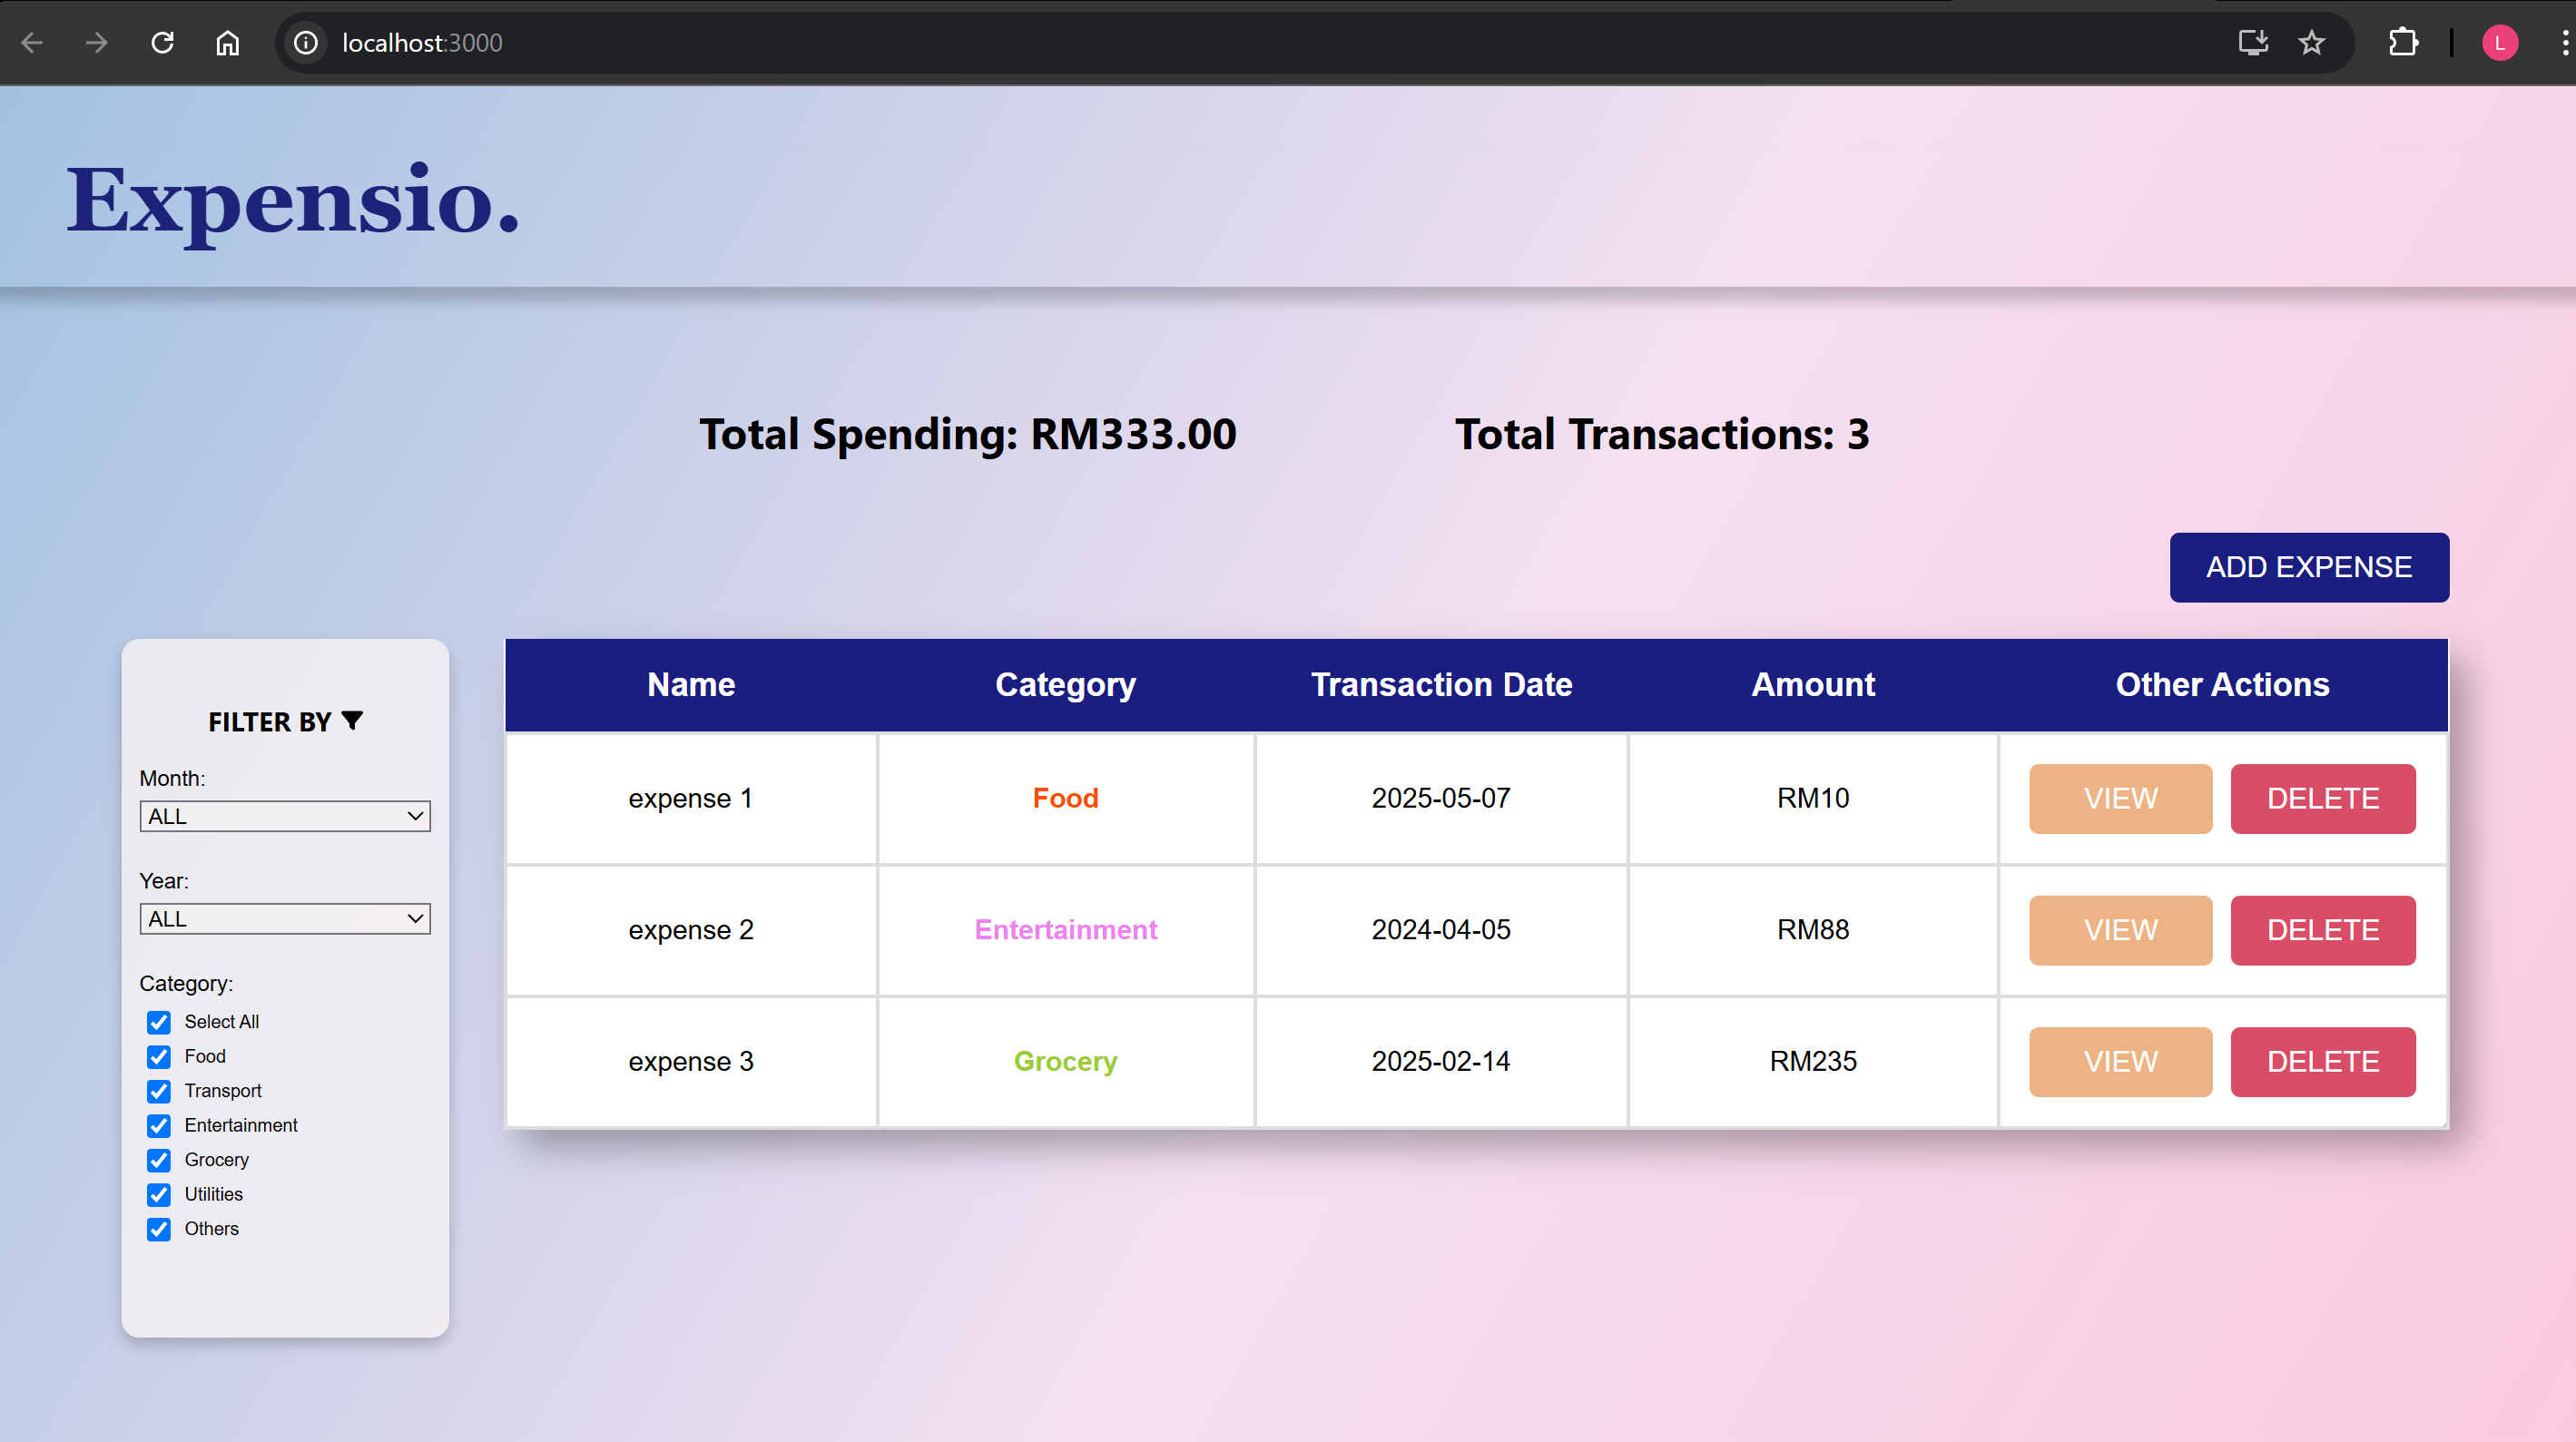 localhost:3000
L
Expensio.
Total Spending: RM333.00 Total Transactions: 3
ADD EXPENSE
FILTER BY
Month:
ALL
Year:
ALL
Category:
Select All
Food
Transport
Entertainment
Grocery
Utilities
Others
Name Category Transaction Date Amount Other Actions
expense 1 Food 2025-05-07 RM10 VIEW DELETE
expense 2 Entertainment 2024-04-05 RM88 VIEW DELETE
expense 3 Grocery 2025-02-14 RM235 VIEW DELETE